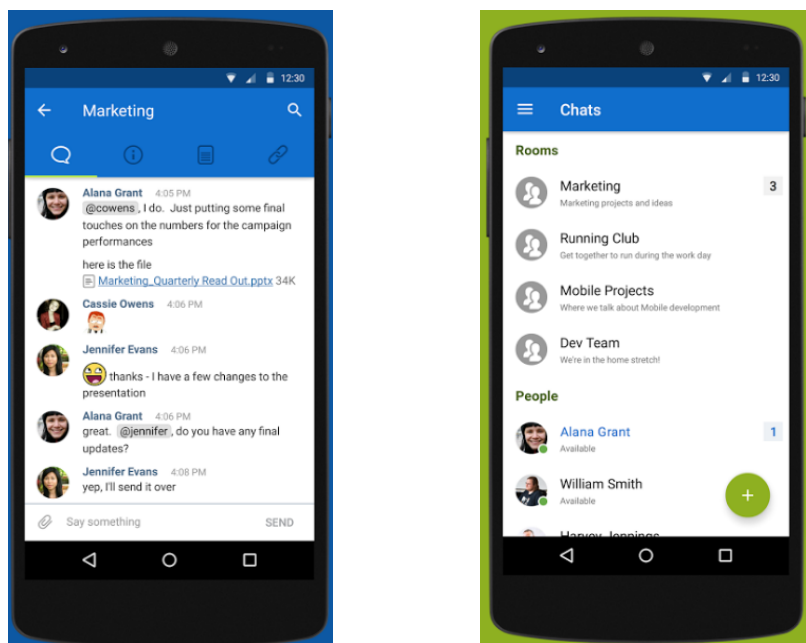 12:30
Marketing
Alana Grant 4:05 PM
@cowens, I do. Just putting some final
touches on the numbers for the campaign
performances
here is the file
Marketing_Quarterly Read Out.pptx 34K
Cassie Owens 4:06 PM
Jennifer Evans 4:06 PM
thanks - I have a few changes to the
presentation
Alana Grant 4:06 PM
great. @jennifer, do you have any final
updates?
Jennifer Evans 4:08 PM
yep, I'll send it over
Say something SEND
12:30
Chats
Rooms
Marketing 3
Marketing projects and ideas
Running Club
Get together to run during the work day
Mobile Projects
Where we talk about Mobile development
Dev Team
We're in the home stretch!
People
Alana Grant 1
Available
William Smith
Available
Harvey Jennings